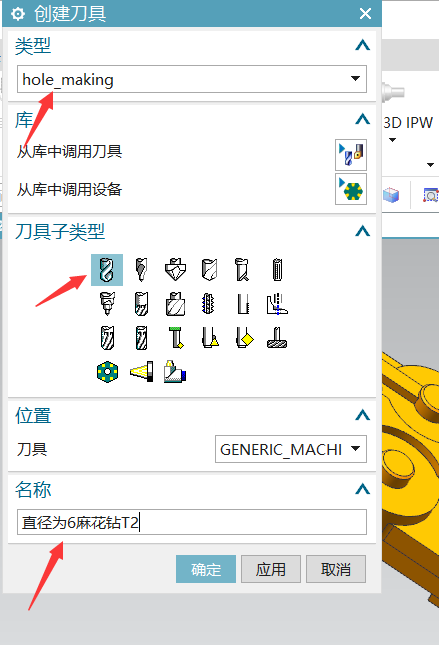 创建刀具
类型
hole_making
库
从库中调用刀具
从库中调用设备
刀具子类型
位置
刀具
GENERIC_MACHI
名称
直径为6麻花钻T2
确定
应用
取消
3D IPW